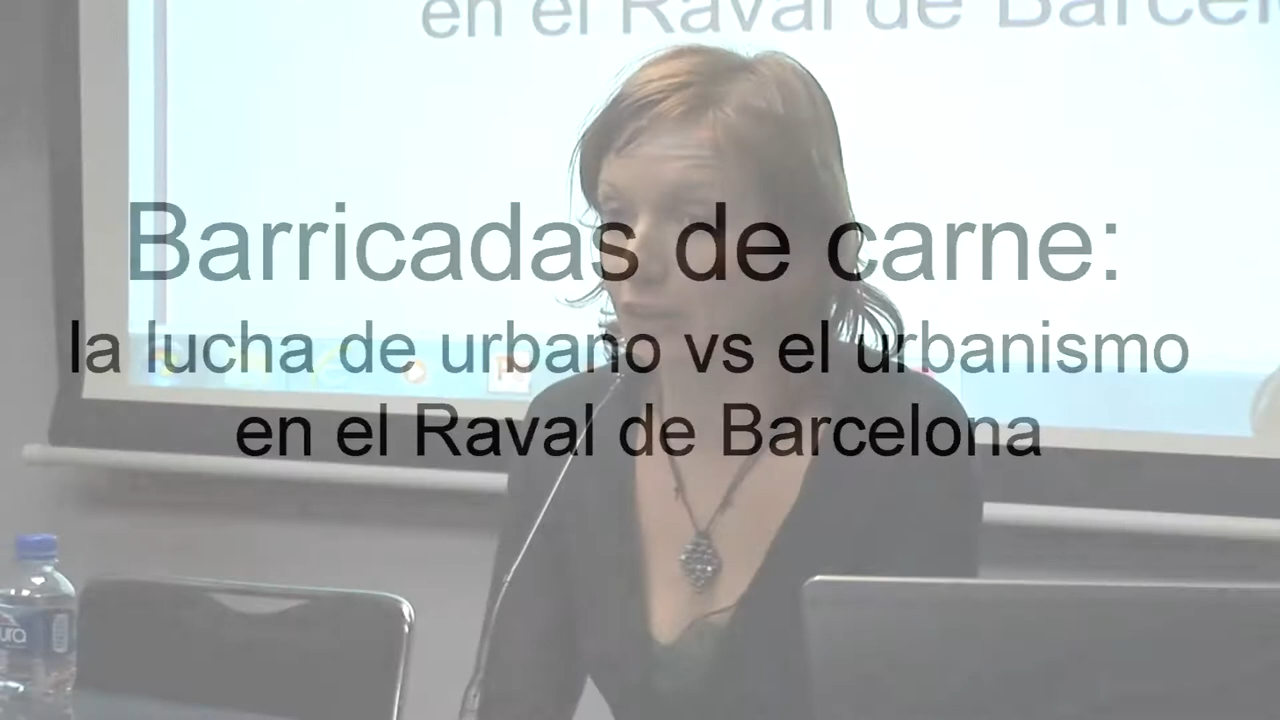 en el Raval de Barcel
Barricadas de carne:
la lucha de urbano vs el urbanismo
en el Raval de Barcelona
ura